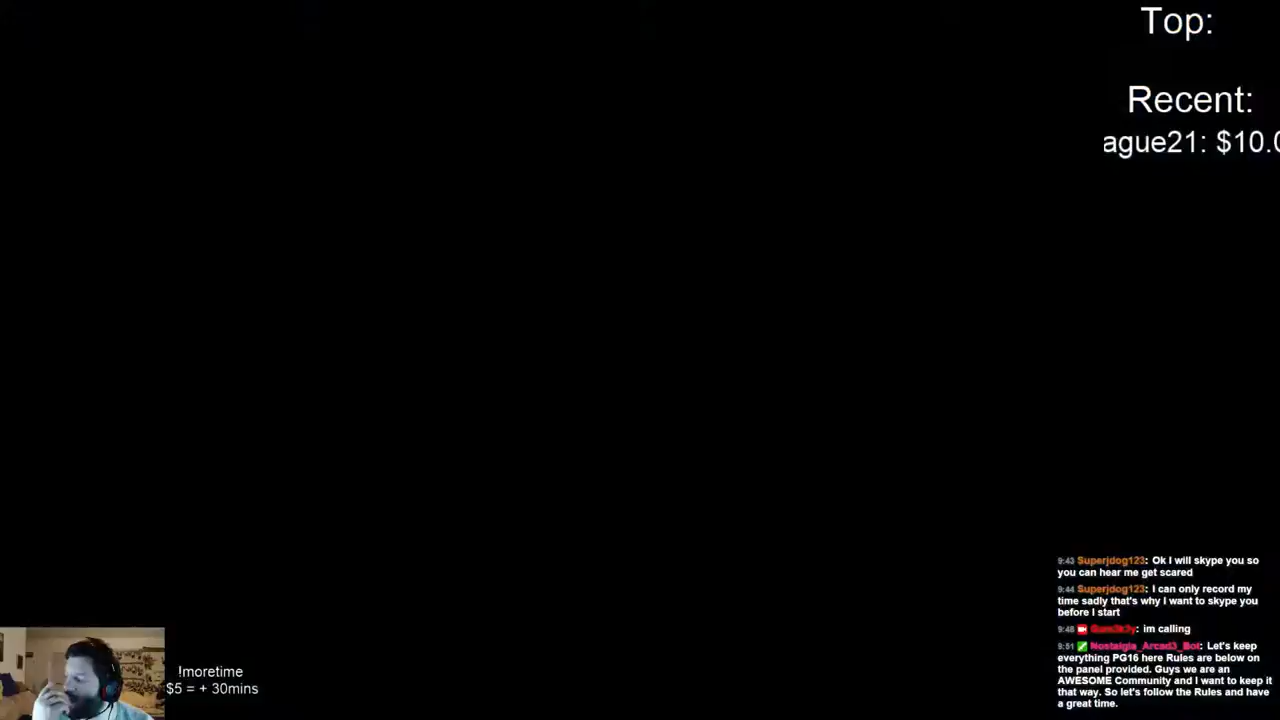 Top:
Recent:
ague21: $10.0
9:43 Superjdog123: Ok I will skype you so
you can hear me get scared
9:44 Superjdog123: I can only record my
time sadly that's why I want to skype you
before I start
9:48 : im calling
9:51 Nostalgia_Arcad3_Bot: Let's keep
everything PG16 here Rules are below on
the panel provided. Guys we are an
AWESOME Community and I want to keep it
that way. So let's follow the Rules and have
a great time.
!moretime
$5 = + 30mins